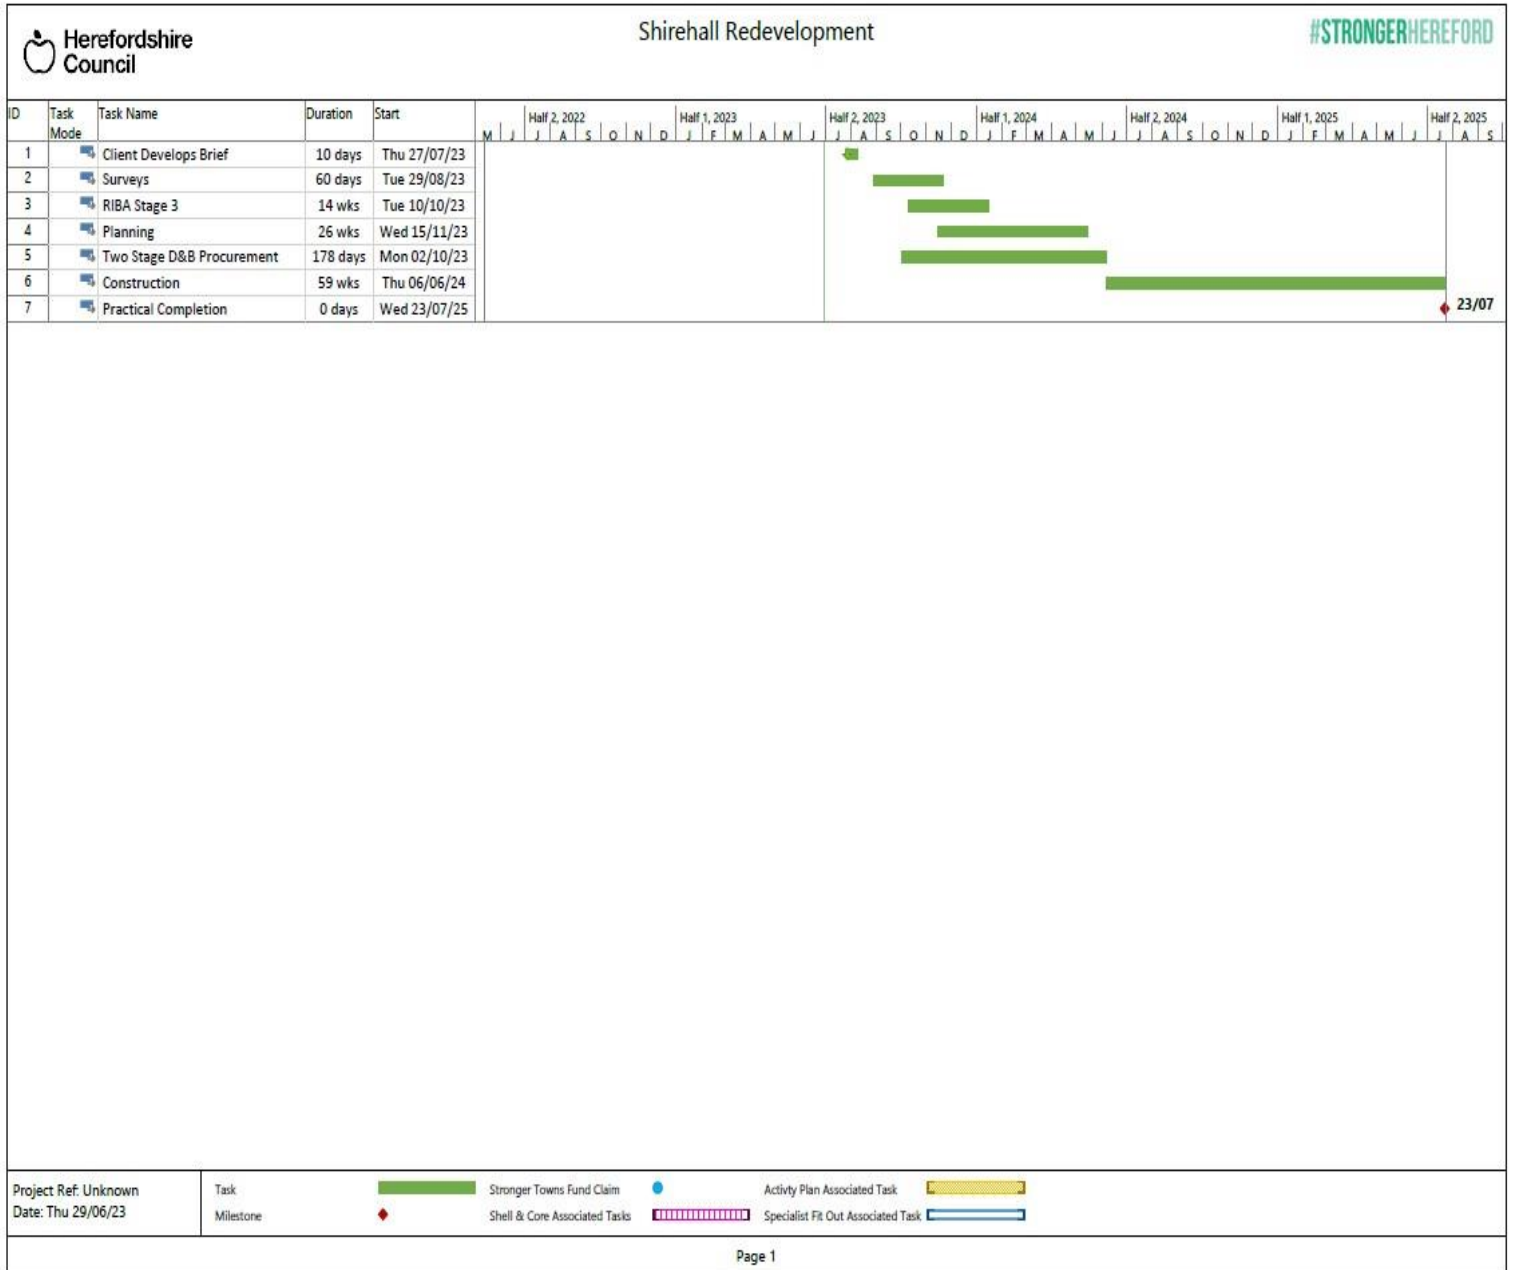 Herefordshire
Council
Shirehall Redevelopment
#STRONGERHEREFORD
ID Task Mode Task Name Duration Start
Half 2, 2022 Half 1, 2023 Half 2, 2023 Half 1, 2024 Half 2, 2024 Half 1, 2025 Half 2, 2025
M J J A S O N D J F M A M J J A S O N D J F M A M J J A S O N D J F M A M J J A S
1 Client Develops Brief 10 days Thu 27/07/23
2 Surveys 60 days Tue 29/08/23
3 RIBA Stage 3 14 wks Tue 10/10/23
4 Planning 26 wks Wed 15/11/23
5 Two Stage D&B Procurement 178 days Mon 02/10/23
6 Construction 59 wks Thu 06/06/24
7 Practical Completion 0 days Wed 23/07/25 23/07
Project Ref: Unknown
Date: Thu 29/06/23
Task Stronger Towns Fund Claim Activty Plan Associated Task
Milestone Shell & Core Associated Tasks Specialist Fit Out Associated Task
Page 1